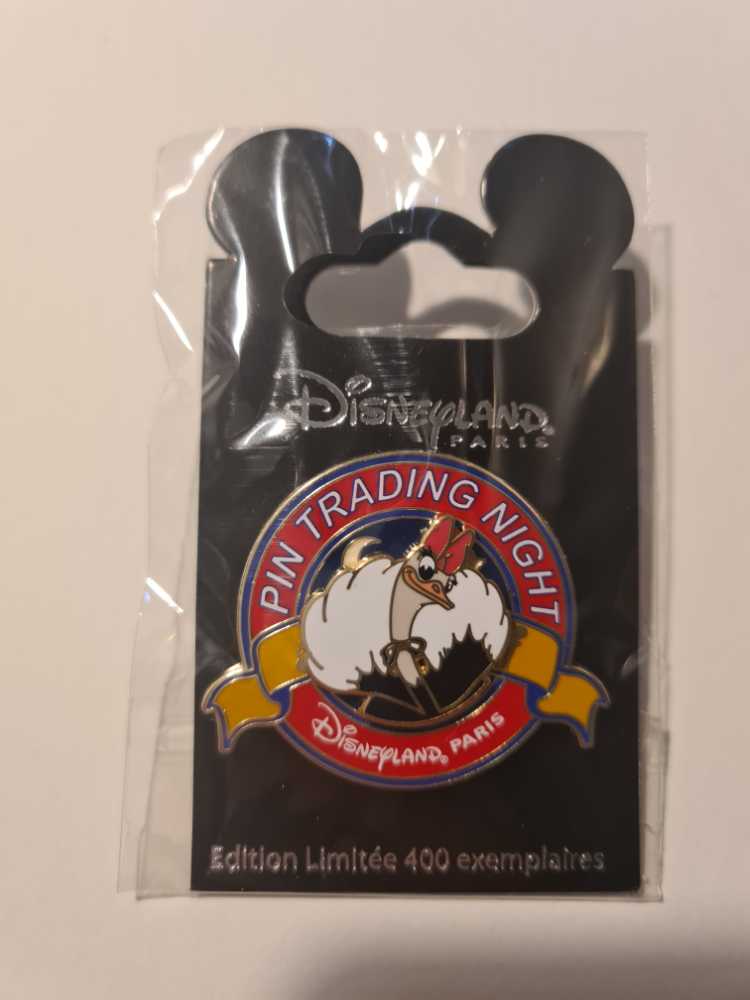 Disneyland®
PARIS
PIN TRADING NIGHT
Disneyland® PARIS
Edition Limitée 400 exemplaires